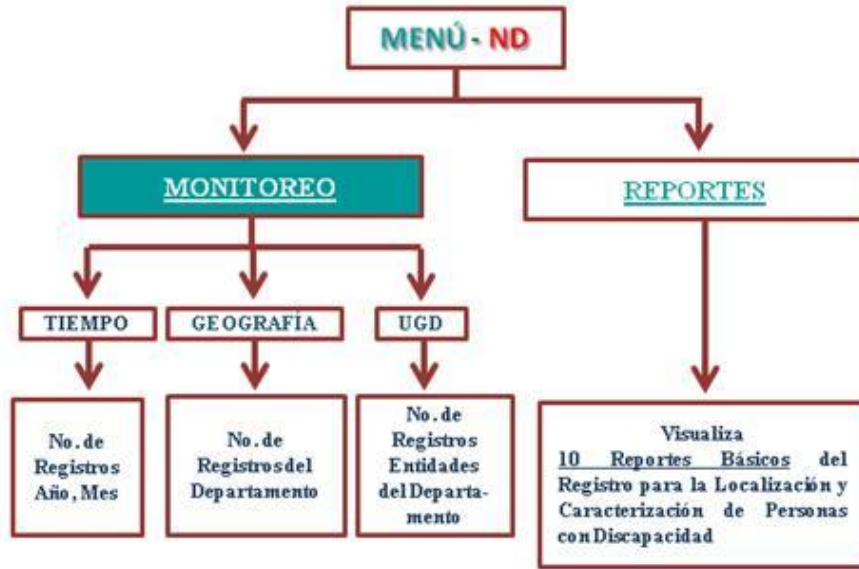 MENÚ - ND
MONITOREO
REPORTES
TIEMPO
GEOGRAFÍA
UGD
No. de
Registros
Año, Mes
No. de
Registros del
Departamento
No. de
Registros
Entidades
del Departa-
mento
Visualiza
10 Reportes Básicos del
Registro para la Localización y
Caracterización de Personas
con Discapacidad